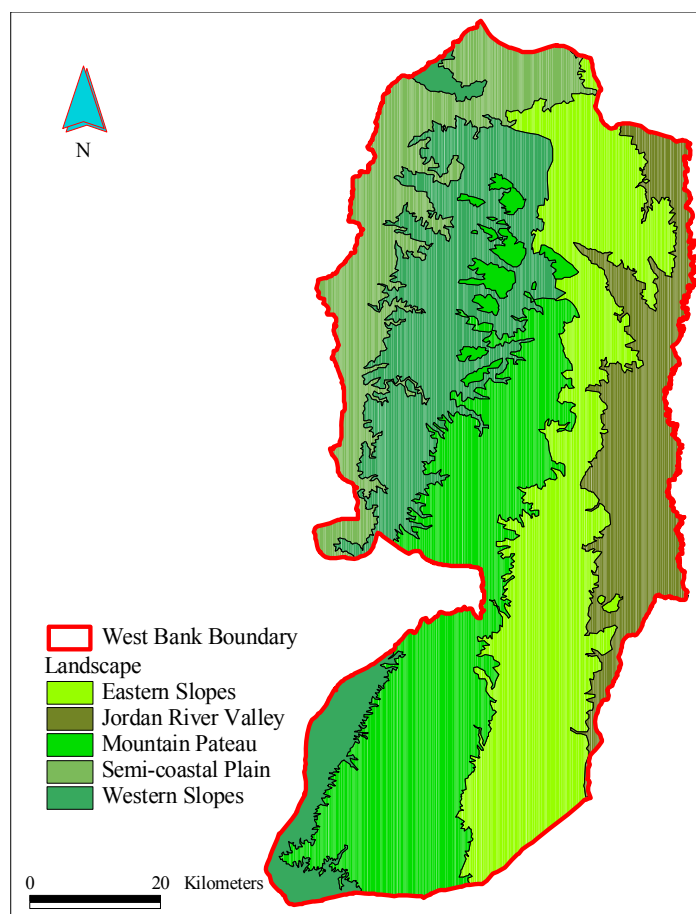 N
West Bank Boundary
Landscape
Eastern Slopes
Jordan River Valley
Mountain Pateau
Semi-coastal Plain
Western Slopes
0 20 Kilometers